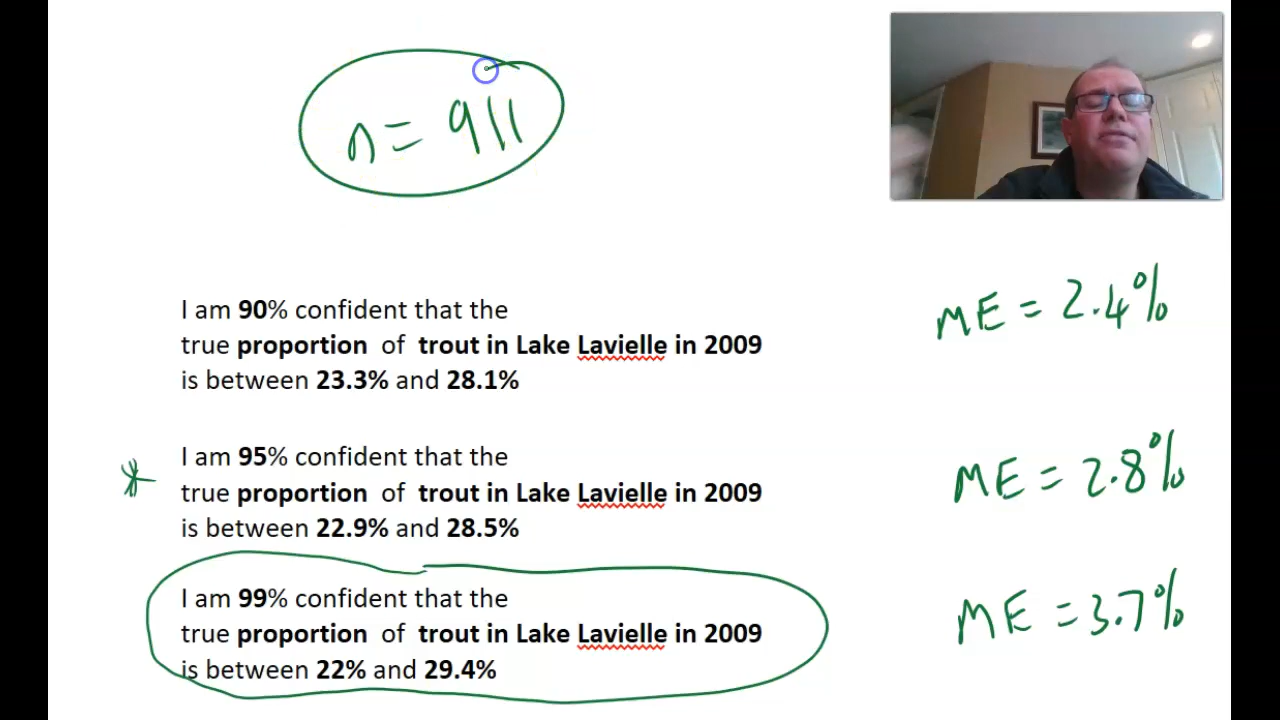 n = 911
I am 90% confident that the
true proportion of trout in Lake Lavielle in 2009
is between 23.3% and 28.1%
ME = 2.4%
I am 95% confident that the
true proportion of trout in Lake Lavielle in 2009
is between 22.9% and 28.5%
ME = 2.8%
I am 99% confident that the
true proportion of trout in Lake Lavielle in 2009
is between 22% and 29.4%
ME = 3.7%